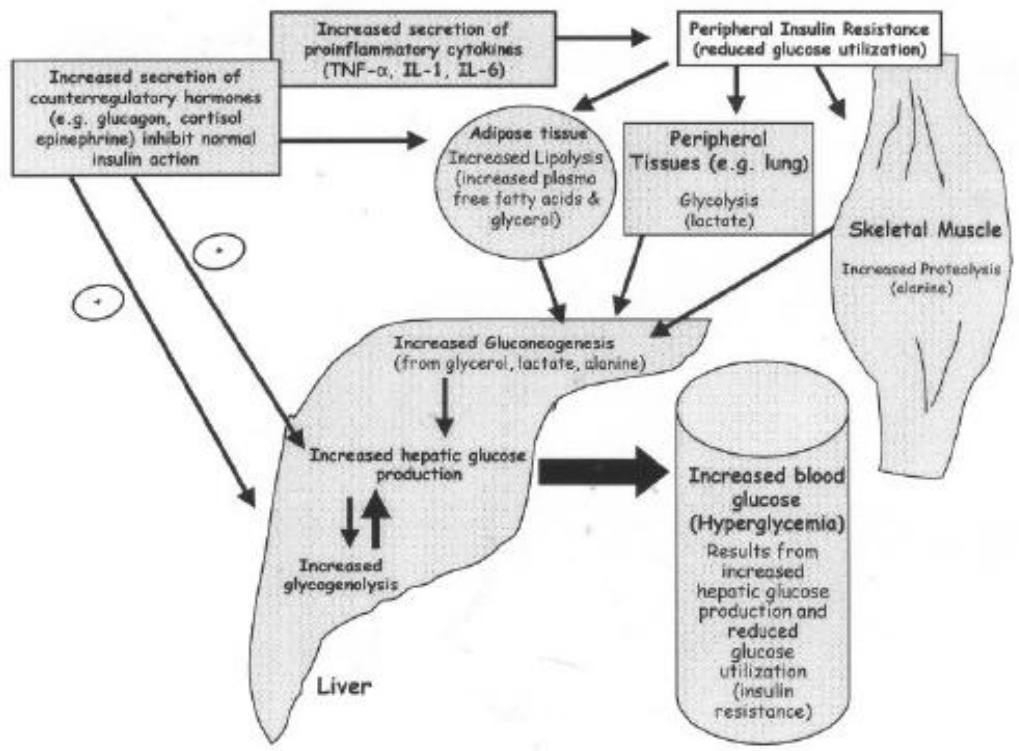 Increased secretion of
proinflammatory cytokines
(TNF-α, IL-1, IL-6)
Peripheral Insulin Resistance
(reduced glucose utilization)
Increased secretion of
counterregulatory hormones
(e.g. glucagon, cortisol
epinephrine) inhibit normal
insulin action
Adipose tissue
Increased Lipolysis
(increased plasma
free fatty acids &
glycerol)
Peripheral
Tissues (e.g. lung)
Glycolysis
(lactate)
Skeletal Muscle
Increased Proteolysis
(alanine)
+
+
Increased Gluconeogenesis
(from glycerol, lactate, alanine)
Increased hepatic glucose
production
Increased
glycogenolysis
Liver
Increased blood
glucose
(Hyperglycemia)
Results from
increased
hepatic glucose
production and
reduced
glucose
utilization
(insulin
resistance)